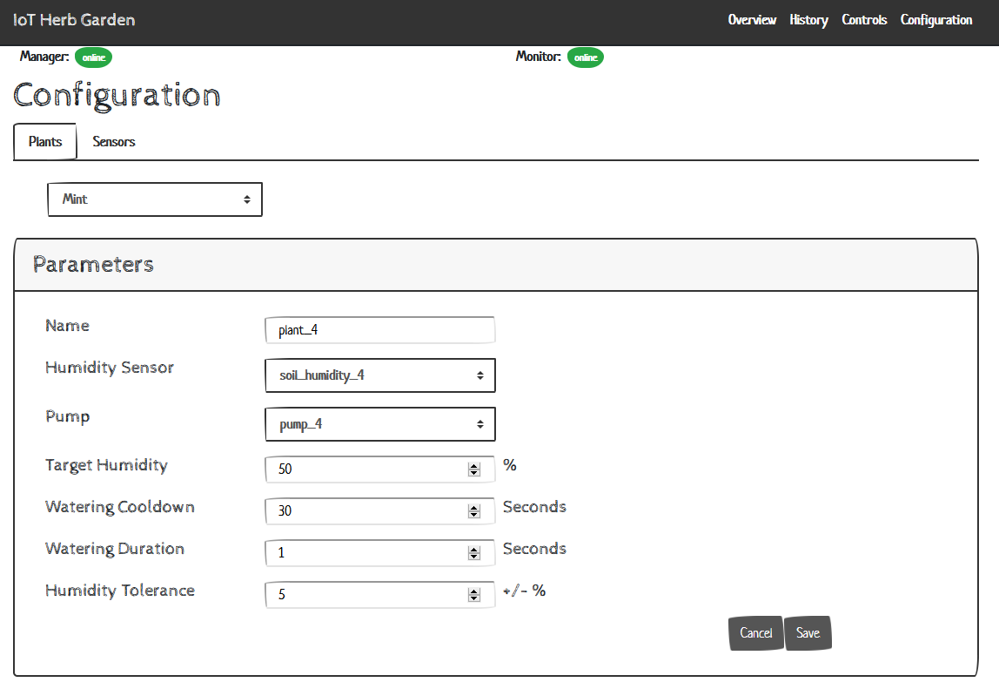 IoT Herb Garden Overview History Controls Configuration
Manager: online Monitor: online
Configuration
Plants Sensors
Mint
Parameters
Name plant_4
Humidity Sensor soil_humidity_4
Pump pump_4
Target Humidity 50 %
Watering Cooldown 30 Seconds
Watering Duration 1 Seconds
Humidity Tolerance 5 +/- %
Cancel Save